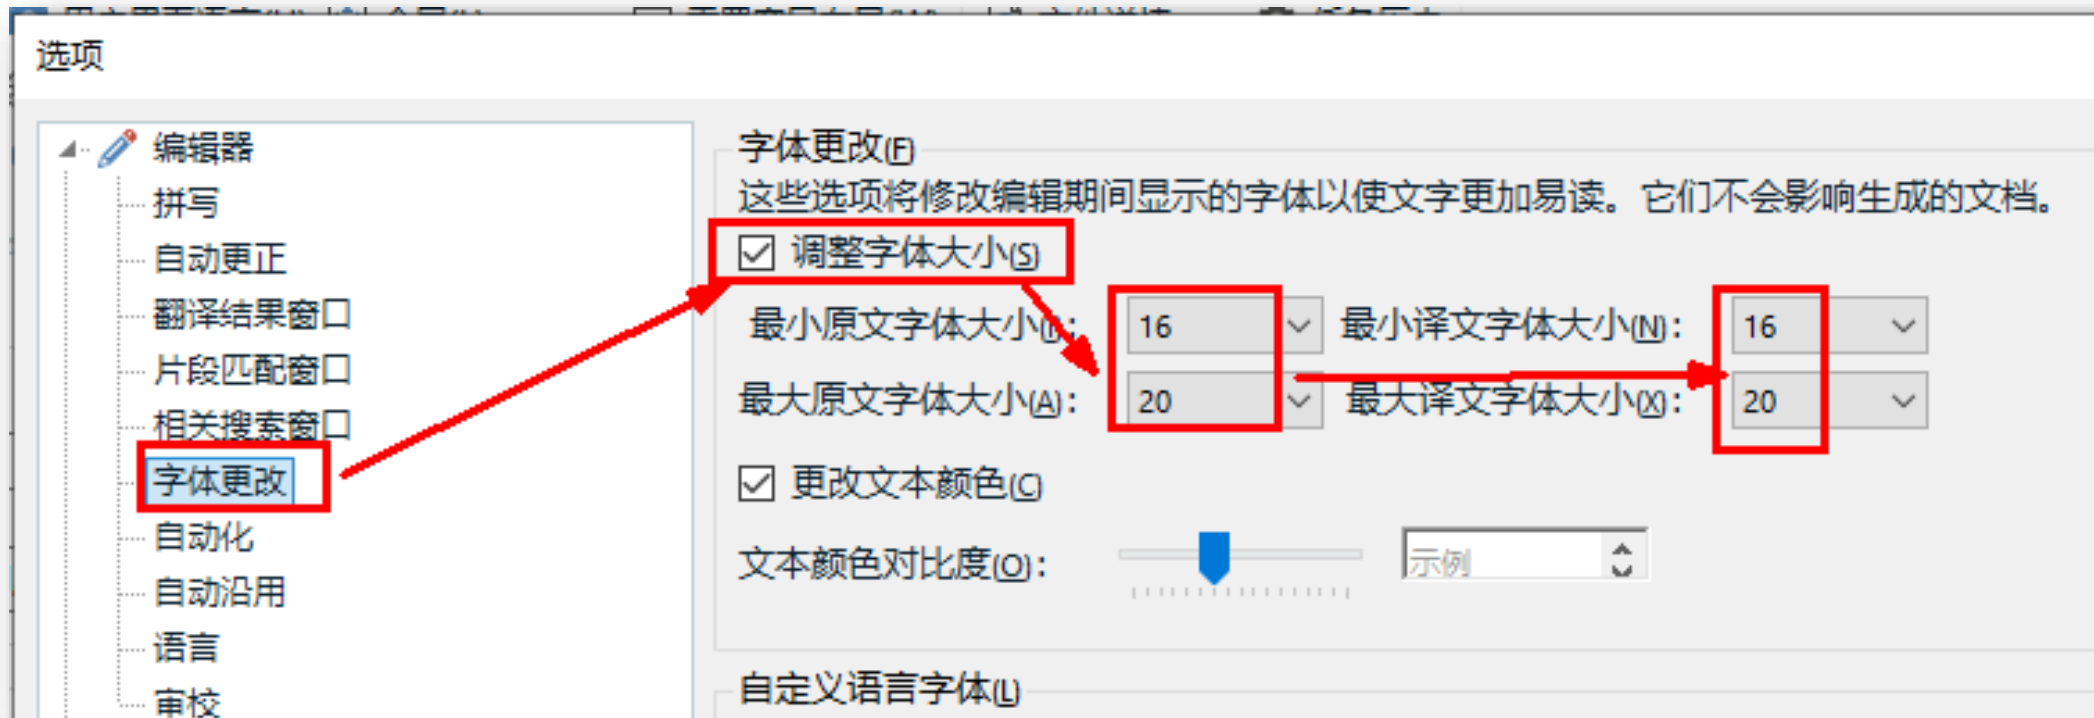 选项
编辑器
拼写
自动更正
翻译结果窗口
片段匹配窗口
相关搜索窗口
字体更改
自动化
自动沿用
语言
审校
字体更改(F)
这些选项将修改编辑期间显示的字体以使文字更加易读。它们不会影响生成的文档。
调整字体大小(S)
最小原文字体大小 : 16 最小译文字体大小(N): 16
最大原文字体大小(A): 20 最大译文字体大小(X): 20
更改文本颜色(C)
文本颜色对比度(O): 示例
自定义语言字体(L)